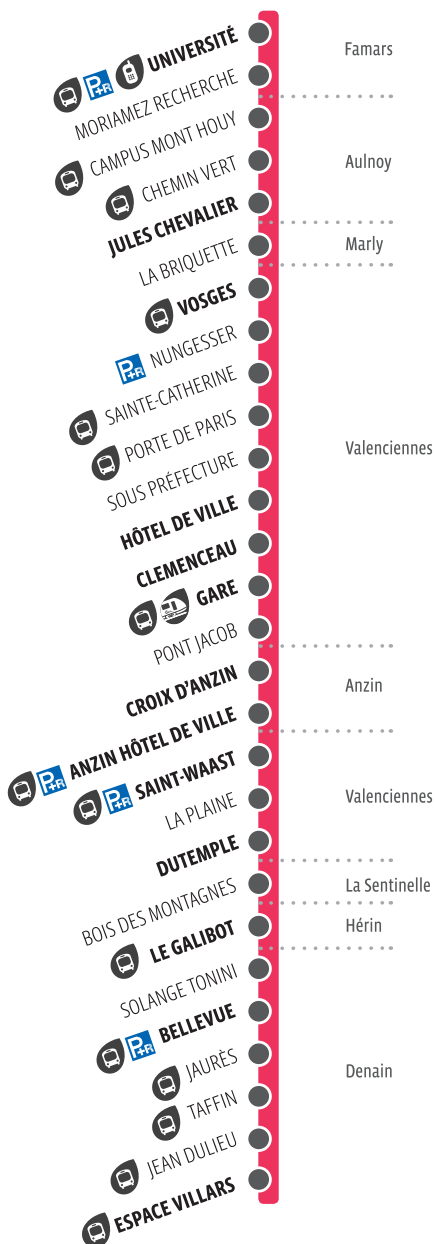 UNIVERSITÉ
Famars
MORIAMEZ RECHERCHE
CAMPUS MONT HOUY
CHEMIN VERT
Aulnoy
JULES CHEVALIER
LA BRIQUETTE
Marly
VOSGES
NUNGESSER
SAINTE-CATHERINE
PORTE DE PARIS
Valenciennes
SOUS PRÉFECTURE
HÔTEL DE VILLE
CLEMENCEAU
GARE
PONT JACOB
CROIX D'ANZIN
Anzin
ANZIN HÔTEL DE VILLE
SAINT-WAAST
LA PLAINE
Valenciennes
DUTEMPLE
BOIS DES MONTAGNES
La Sentinelle
LE GALIBOT
Hérin
SOLANGE TONINI
BELLEVUE
JAURÈS
Denain
TAFFIN
JEAN DULIEU
ESPACE VILLARS
P+R
P+R
P+R
P+R
P+R